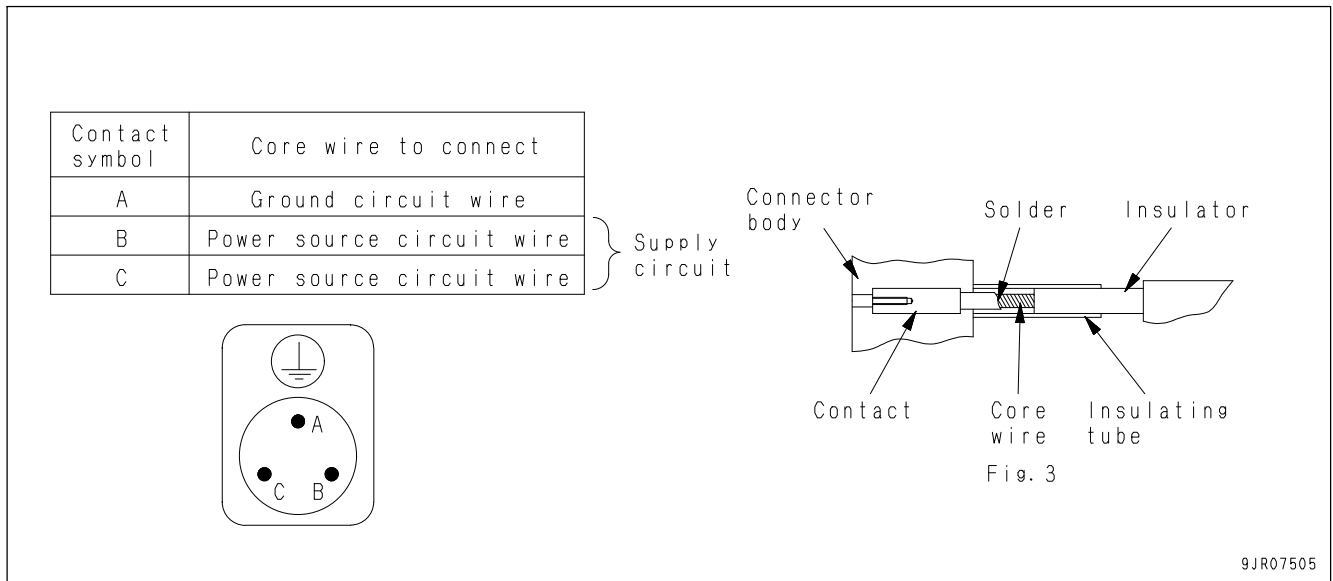 Contact symbol
Core wire to connect
A
Ground circuit wire
B
Power source circuit wire
C
Power source circuit wire
Supply
circuit
A
C
B
Connector
body
Solder
Insulator
Contact
Core
wire
Insulating
tube
Fig. 3
9JR07505